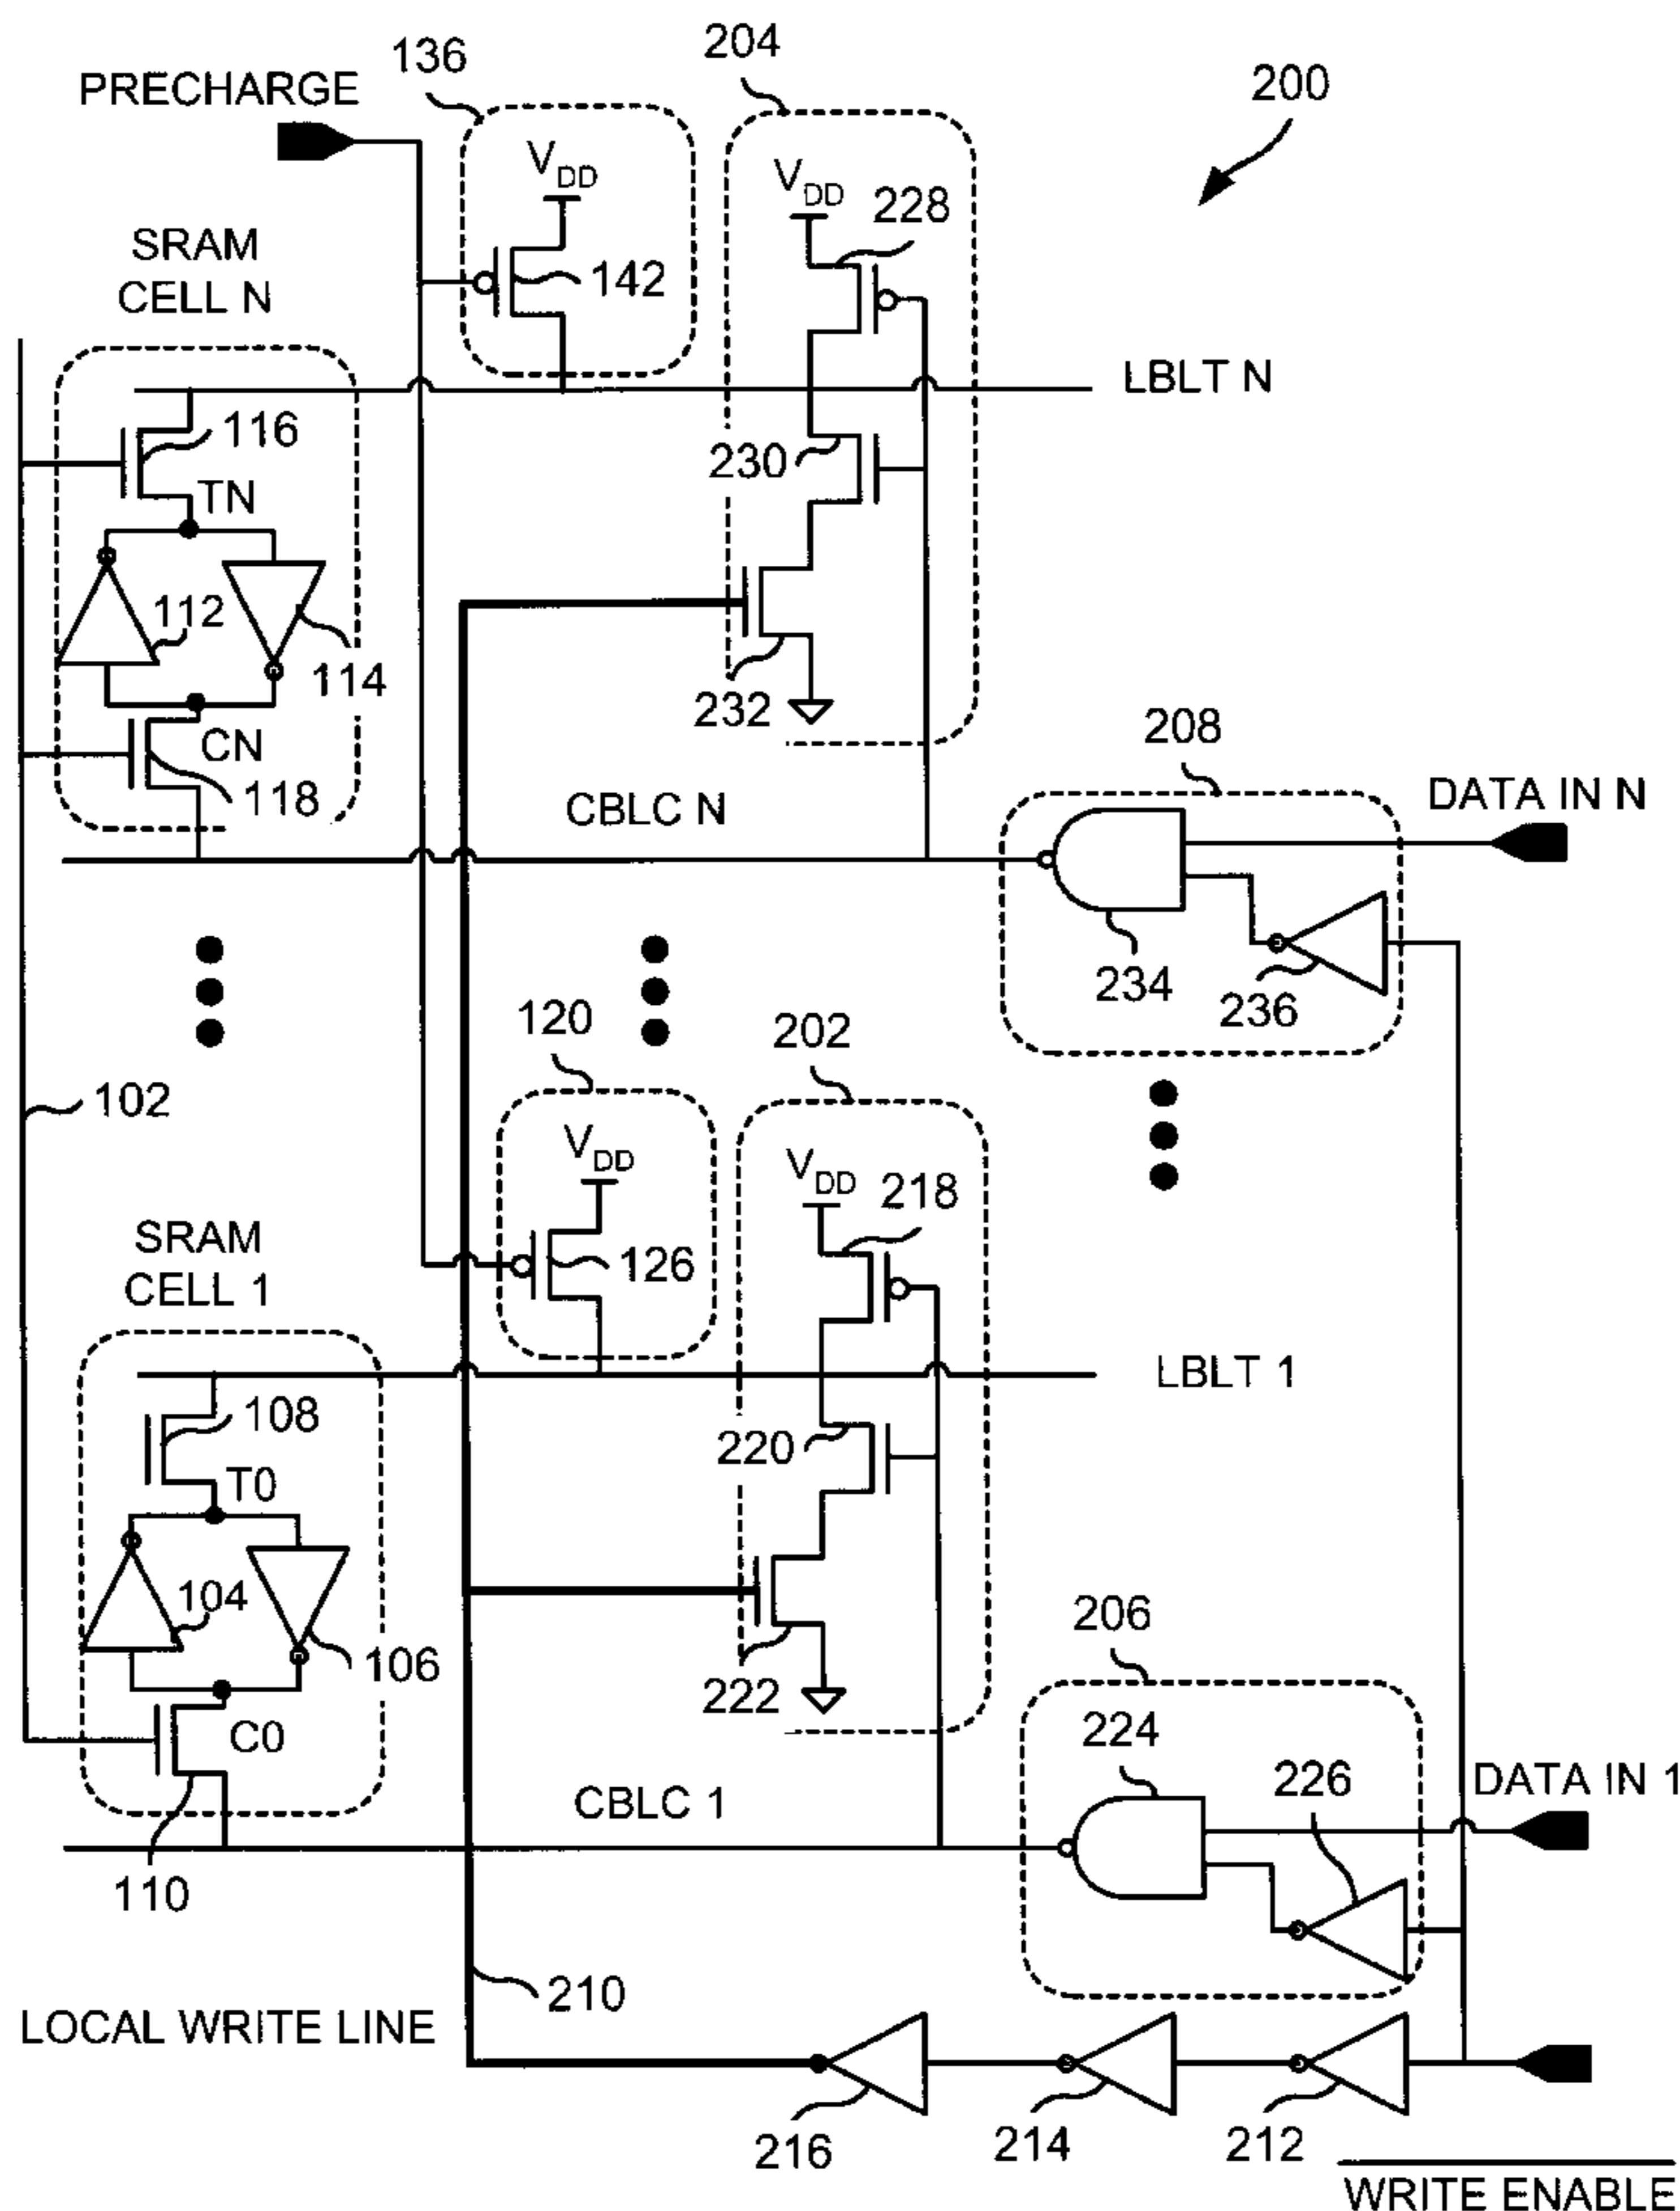 204
136
200
PRECHARGE
VDD
VDD
228
SRAM
CELL N
142
LBLT N
116
230
TN
112
114
232
CN
208
118
CBLC N
DATA IN N
234
236
120
202
102
VDD
VDD
218
SRAM
CELL 1
126
LBLT 1
108
220
T0
104
206
106
222
C0
224
226
DATA IN 1
CBLC 1
110
210
LOCAL WRITE LINE
216
214
212
WRITE ENABLE